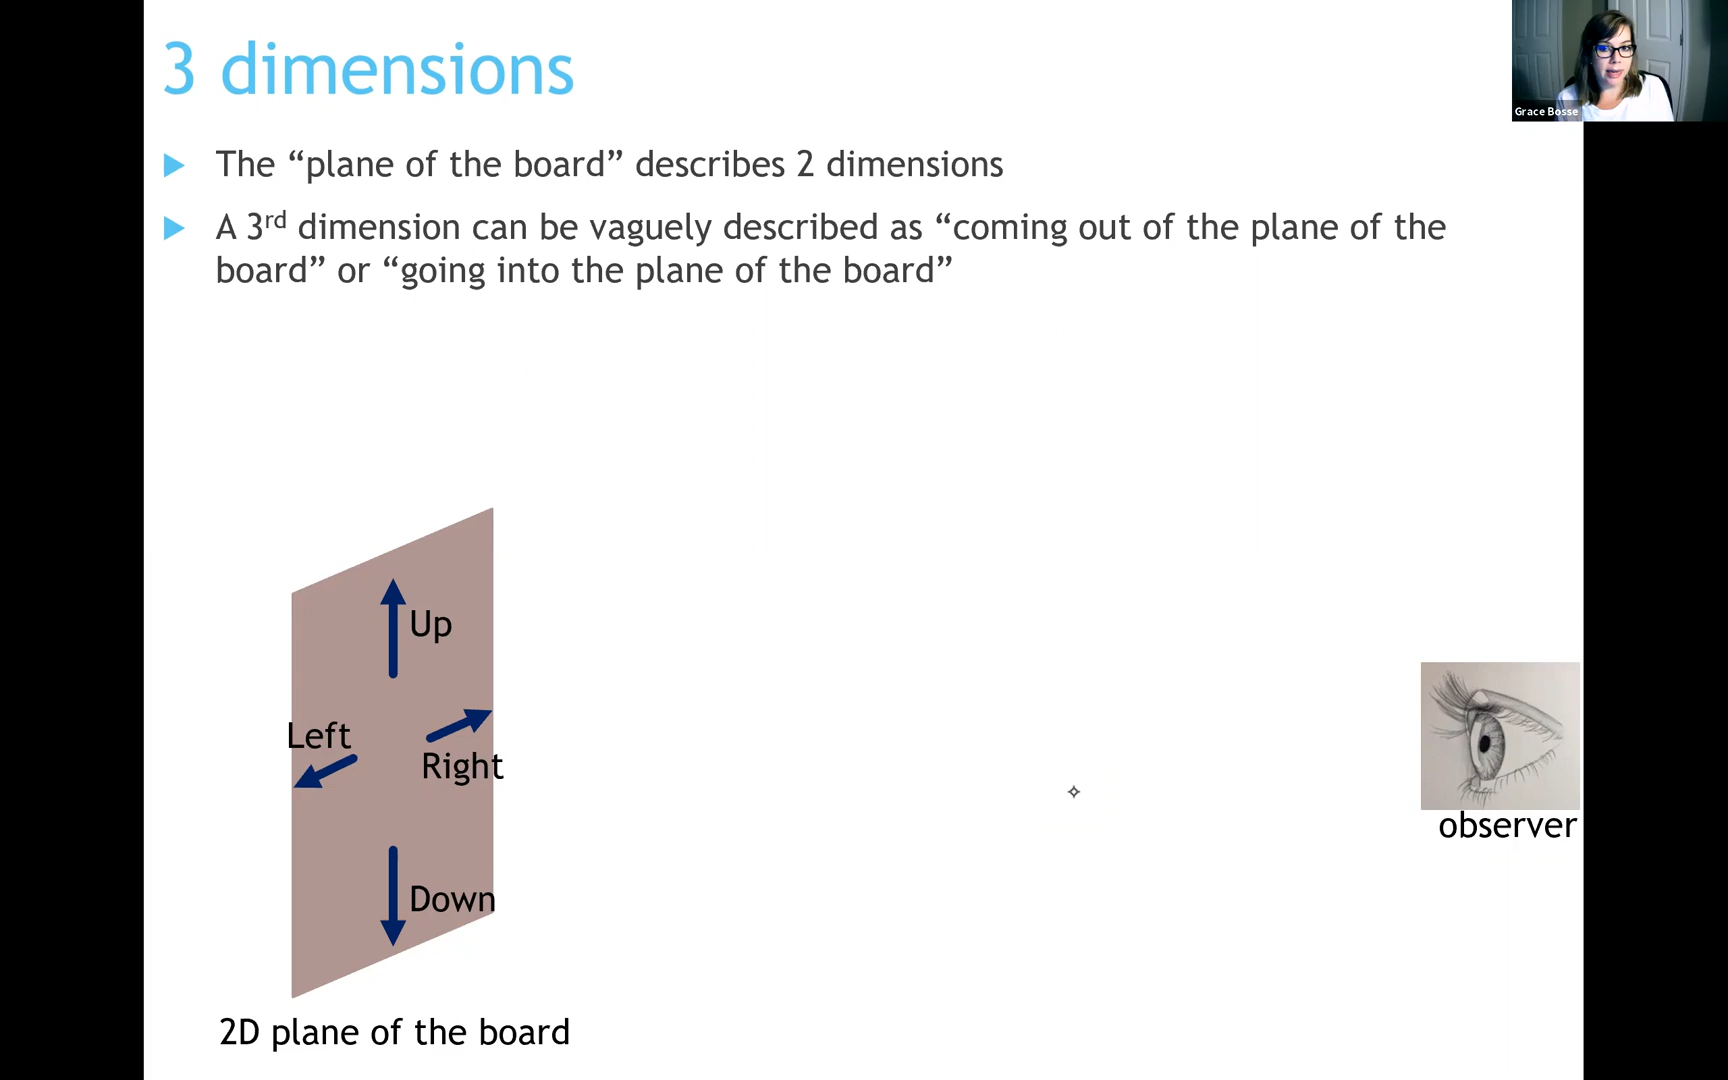 3 dimensions
Grace Bosse
The “plane of the board” describes 2 dimensions
A 3rd dimension can be vaguely described as “coming out of the plane of the
board” or “going into the plane of the board”
Up
Left
Right
observer
Down
2D plane of the board